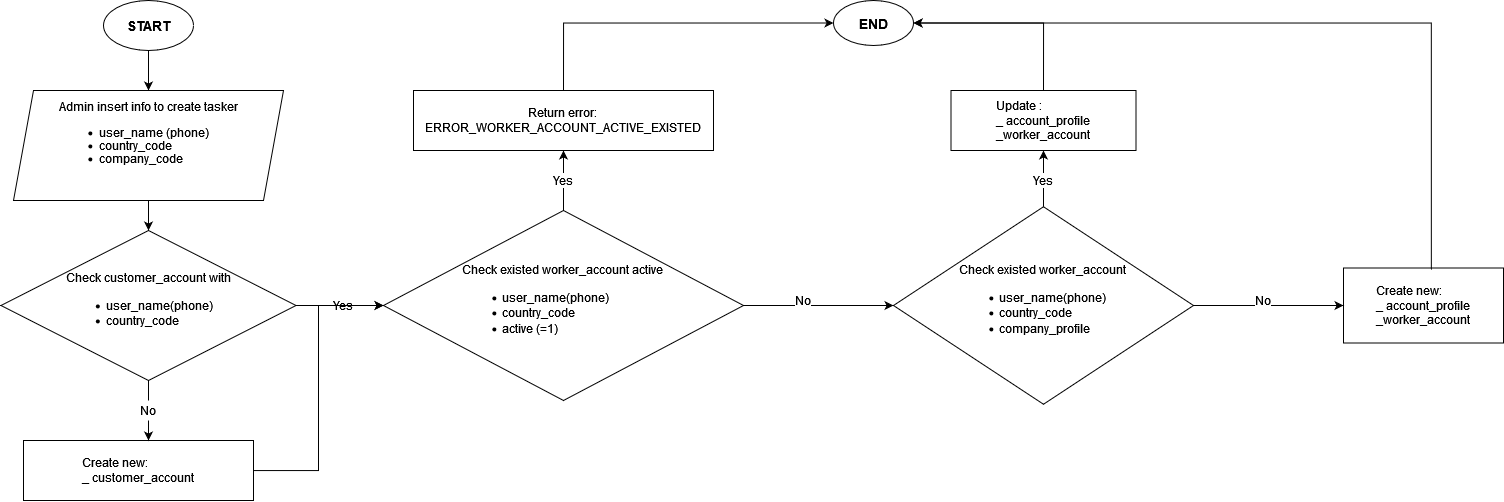 START
END
Admin insert info to create tasker
• user_name (phone)
• country_code
• company_code
Return error:
ERROR_WORKER_ACCOUNT_ACTIVE_EXISTED
Update :
_ account_profile
_worker_account
Yes
Yes
Check customer_account with
• user_name(phone)
• country_code
Yes
Check existed worker_account active
• user_name(phone)
• country_code
• active (=1)
No
Check existed worker_account
• user_name(phone)
• country_code
• company_profile
No
Create new:
_ account_profile
_worker_account
No
Create new:
_ customer_account